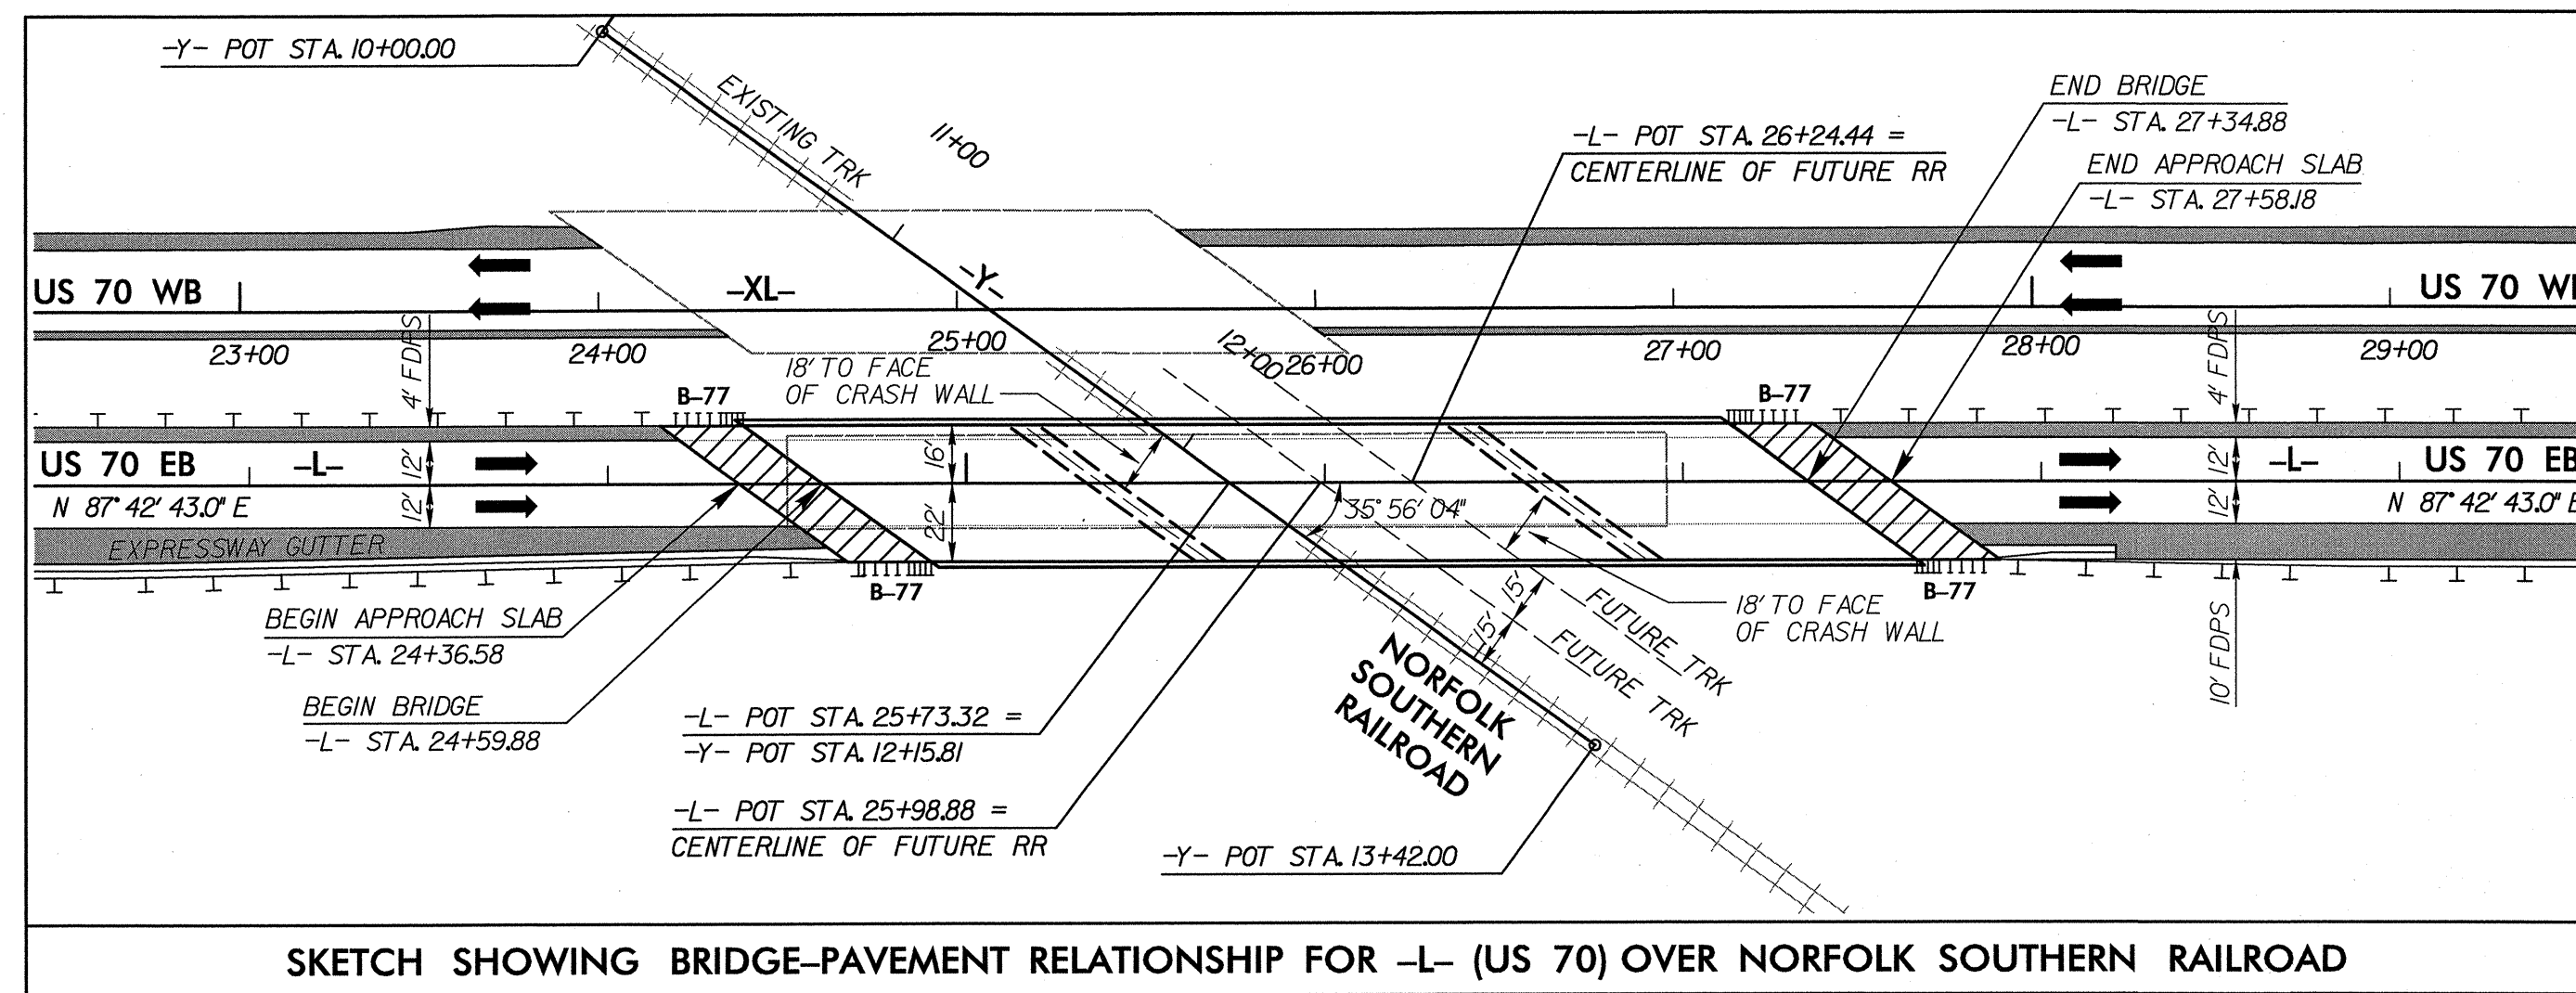 -Y- POT STA. 10+00.00
EXISTING TRK
11+00
END BRIDGE
-L- STA. 27+34.88
-L- POT STA. 26+24.44 =
CENTERLINE OF FUTURE RR
END APPROACH SLAB
-L- STA. 27+58.18
-Y-
US 70 WB
-XL-
US 70 W
23+00
24+00
25+00
12+00
26+00
27+00
28+00
29+00
4' FDPS
4' FDPS
18' TO FACE
OF CRASH WALL
B-77
B-77
US 70 EB
-L-
12'
16'
12'
-L-
US 70 EB
N 87° 42' 43.0" E
12'
22'
35° 56' 04"
12'
N 87° 42' 43.0" E
EXPRESSWAY GUTTER
B-77
B-77
BEGIN APPROACH SLAB
-L- STA. 24+36.58
15'
15'
FUTURE TRK
FUTURE TRK
18' TO FACE
OF CRASH WALL
10' FDPS
NORFOLK
SOUTHERN
RAILROAD
BEGIN BRIDGE
-L- STA. 24+59.88
-L- POT STA. 25+73.32 =
-Y- POT STA. 12+15.81
-L- POT STA. 25+98.88 =
CENTERLINE OF FUTURE RR
-Y- POT STA. 13+42.00
SKETCH SHOWING BRIDGE-PAVEMENT RELATIONSHIP FOR -L- (US 70) OVER NORFOLK SOUTHERN RAILROAD